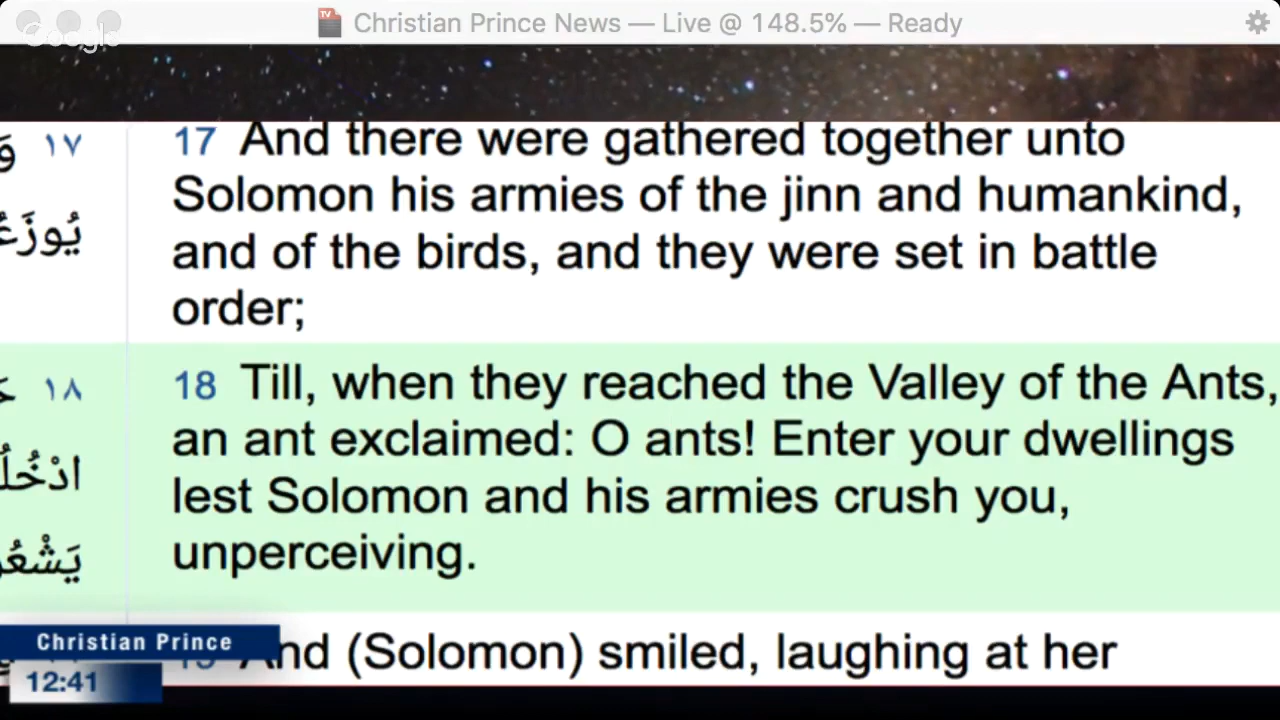 Christian Prince News — Live @ 148.5% — Ready
Google
١٧
17 And there were gathered together unto
Solomon his armies of the jinn and humankind,
and of the birds, and they were set in battle
order;
١٨
18 Till, when they reached the Valley of the Ants,
an ant exclaimed: O ants! Enter your dwellings
lest Solomon and his armies crush you,
unperceiving.
And (Solomon) smiled, laughing at her
Christian Prince
12:41